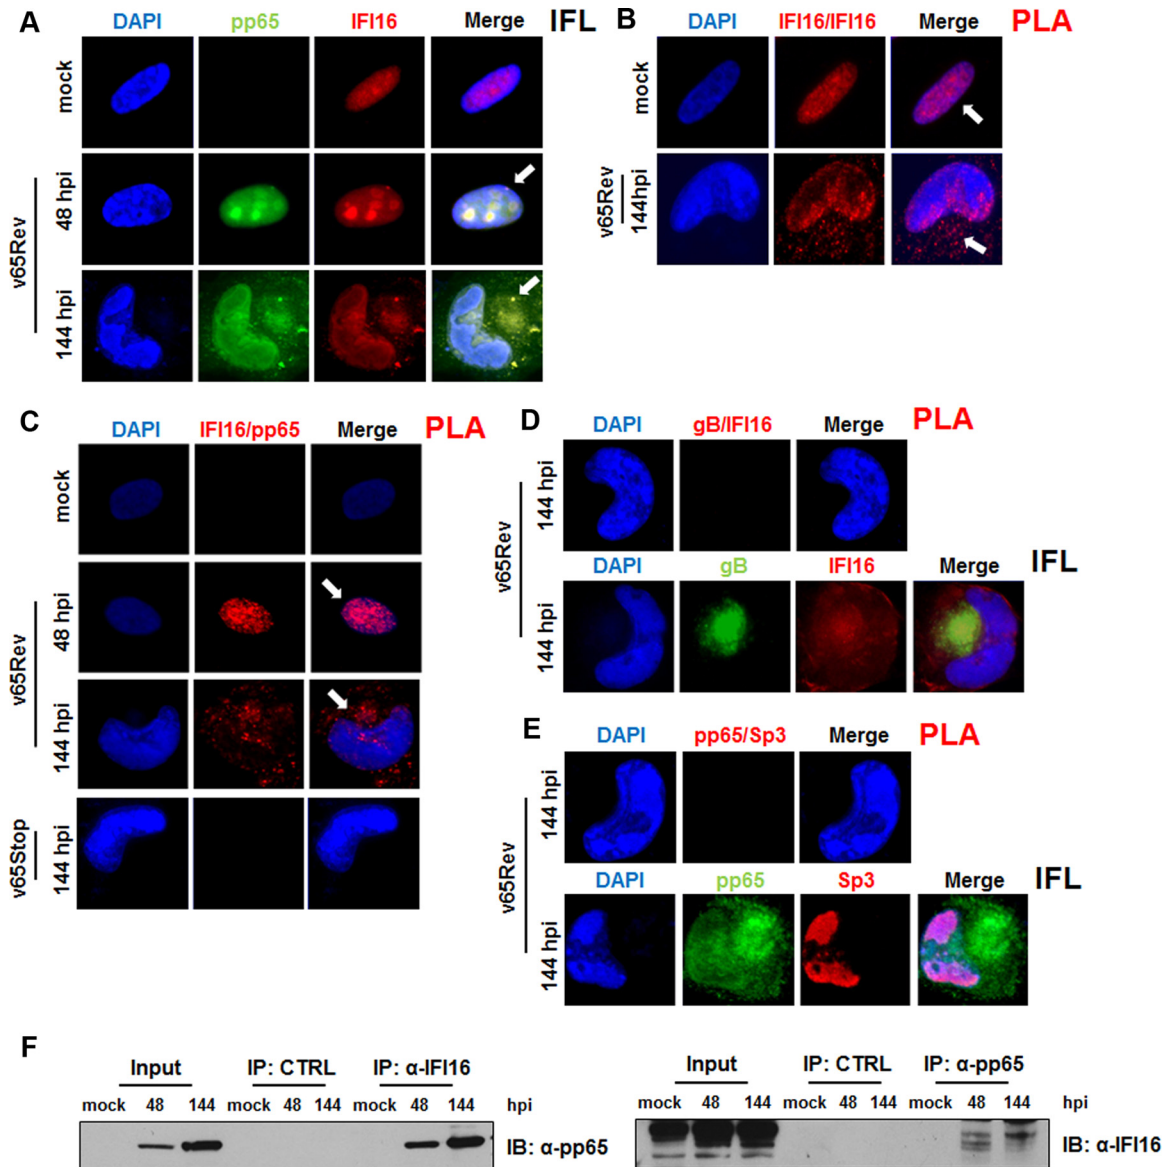 A
DAPI pp65 IFI16 Merge IFL
mock
v65Rev
48 hpi
144 hpi
B
DAPI IFI16/IFI16 Merge PLA
mock
v65Rev
144hpi
C
DAPI IFI16/pp65 Merge PLA
mock
v65Rev
48 hpi
144 hpi
v65Stop
144 hpi
D
DAPI gB/IFI16 Merge PLA
v65Rev
144 hpi
DAPI gB IFI16 Merge IFL
144 hpi
E
DAPI pp65/Sp3 Merge PLA
v65Rev
144 hpi
DAPI pp65 Sp3 Merge IFL
144 hpi
F
Input IP: CTRL IP: α-IFI16
mock 48 144 mock 48 144 mock 48 144 hpi
IB: α-pp65
Input IP: CTRL IP: α-pp65
mock 48 144 mock 48 144 mock 48 144 hpi
IB: α-IFI16